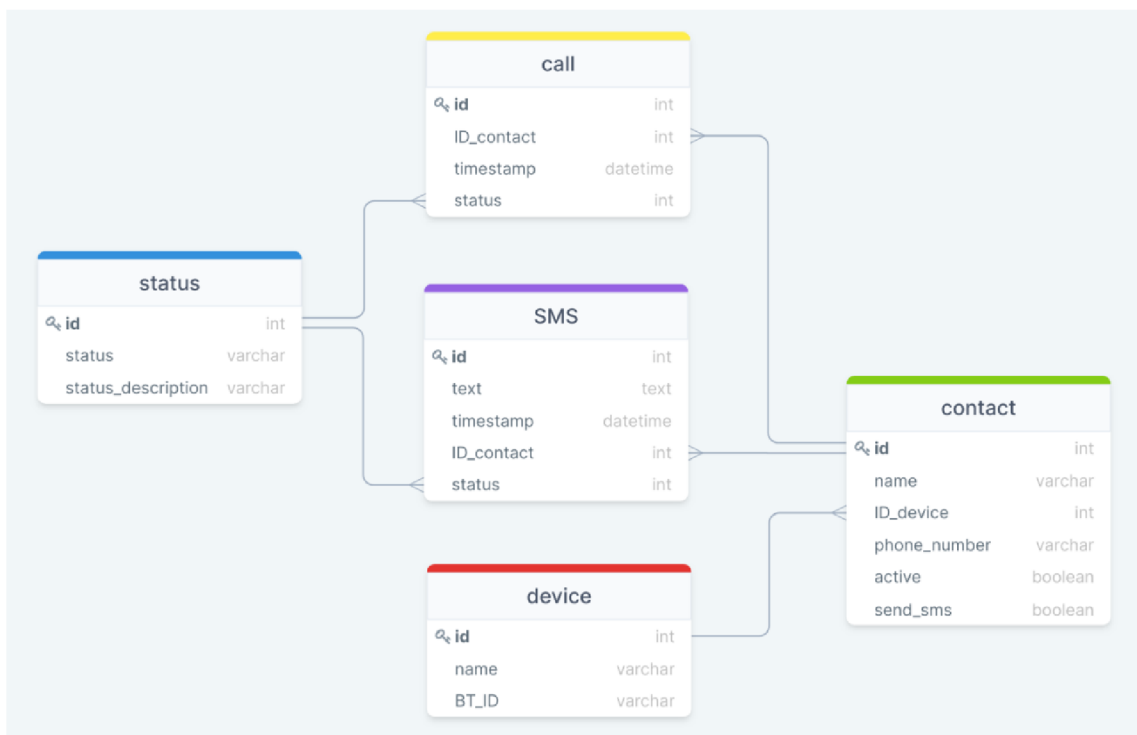 call
id int
ID_contact int
timestamp datetime
status int
status
id int
status varchar
status_description varchar
SMS
id int
text text
timestamp datetime
ID_contact int
status int
contact
id int
name varchar
ID_device int
phone_number varchar
active boolean
send_sms boolean
device
id int
name varchar
BT_ID varchar